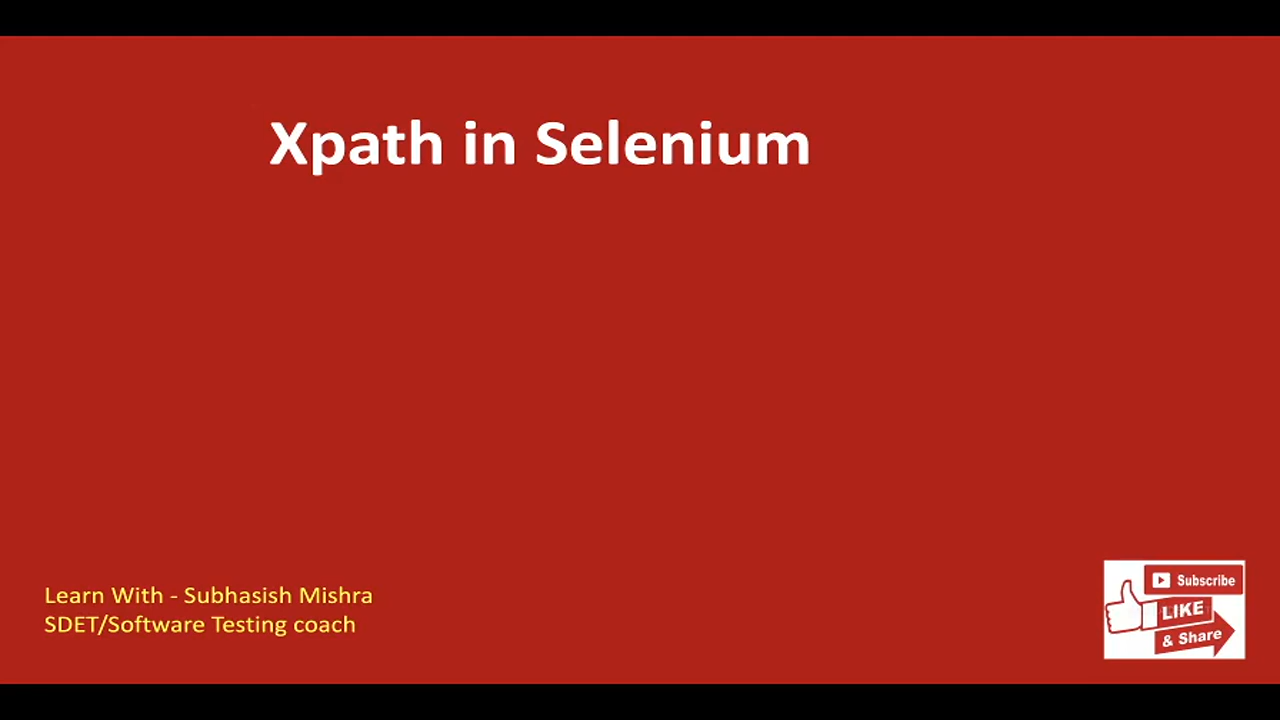 Xpath in Selenium
Learn With - Subhasish Mishra
SDET/Software Testing coach
Subscribe
LIKE
& Share